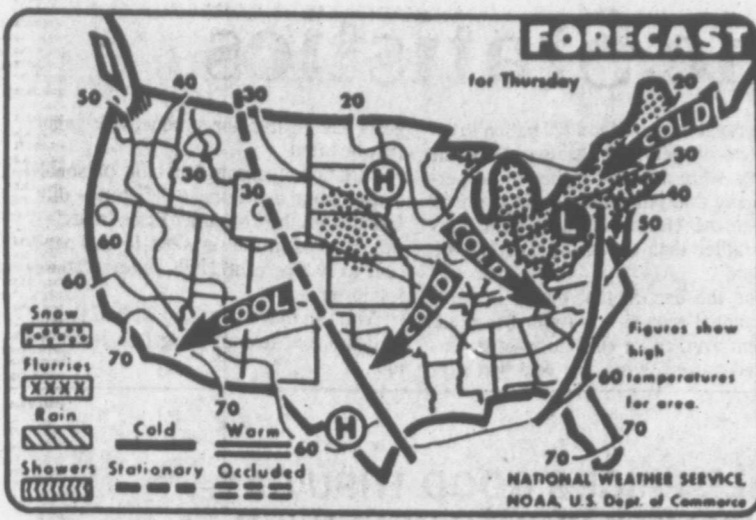 FORECAST
for Thursday
20
COLD
30
40
50
50
40
30
20
30
30
H
L
60
60
COOL
COLD
COLD
70
70
H
60
60
70
70
Snow
Flurries
Rain
Showers
Cold
Warm
Stationary
Occluded
Figures show
high
temperatures
for area.
NATIONAL WEATHER SERVICE
NOAA, U.S. Dept. of Commerce